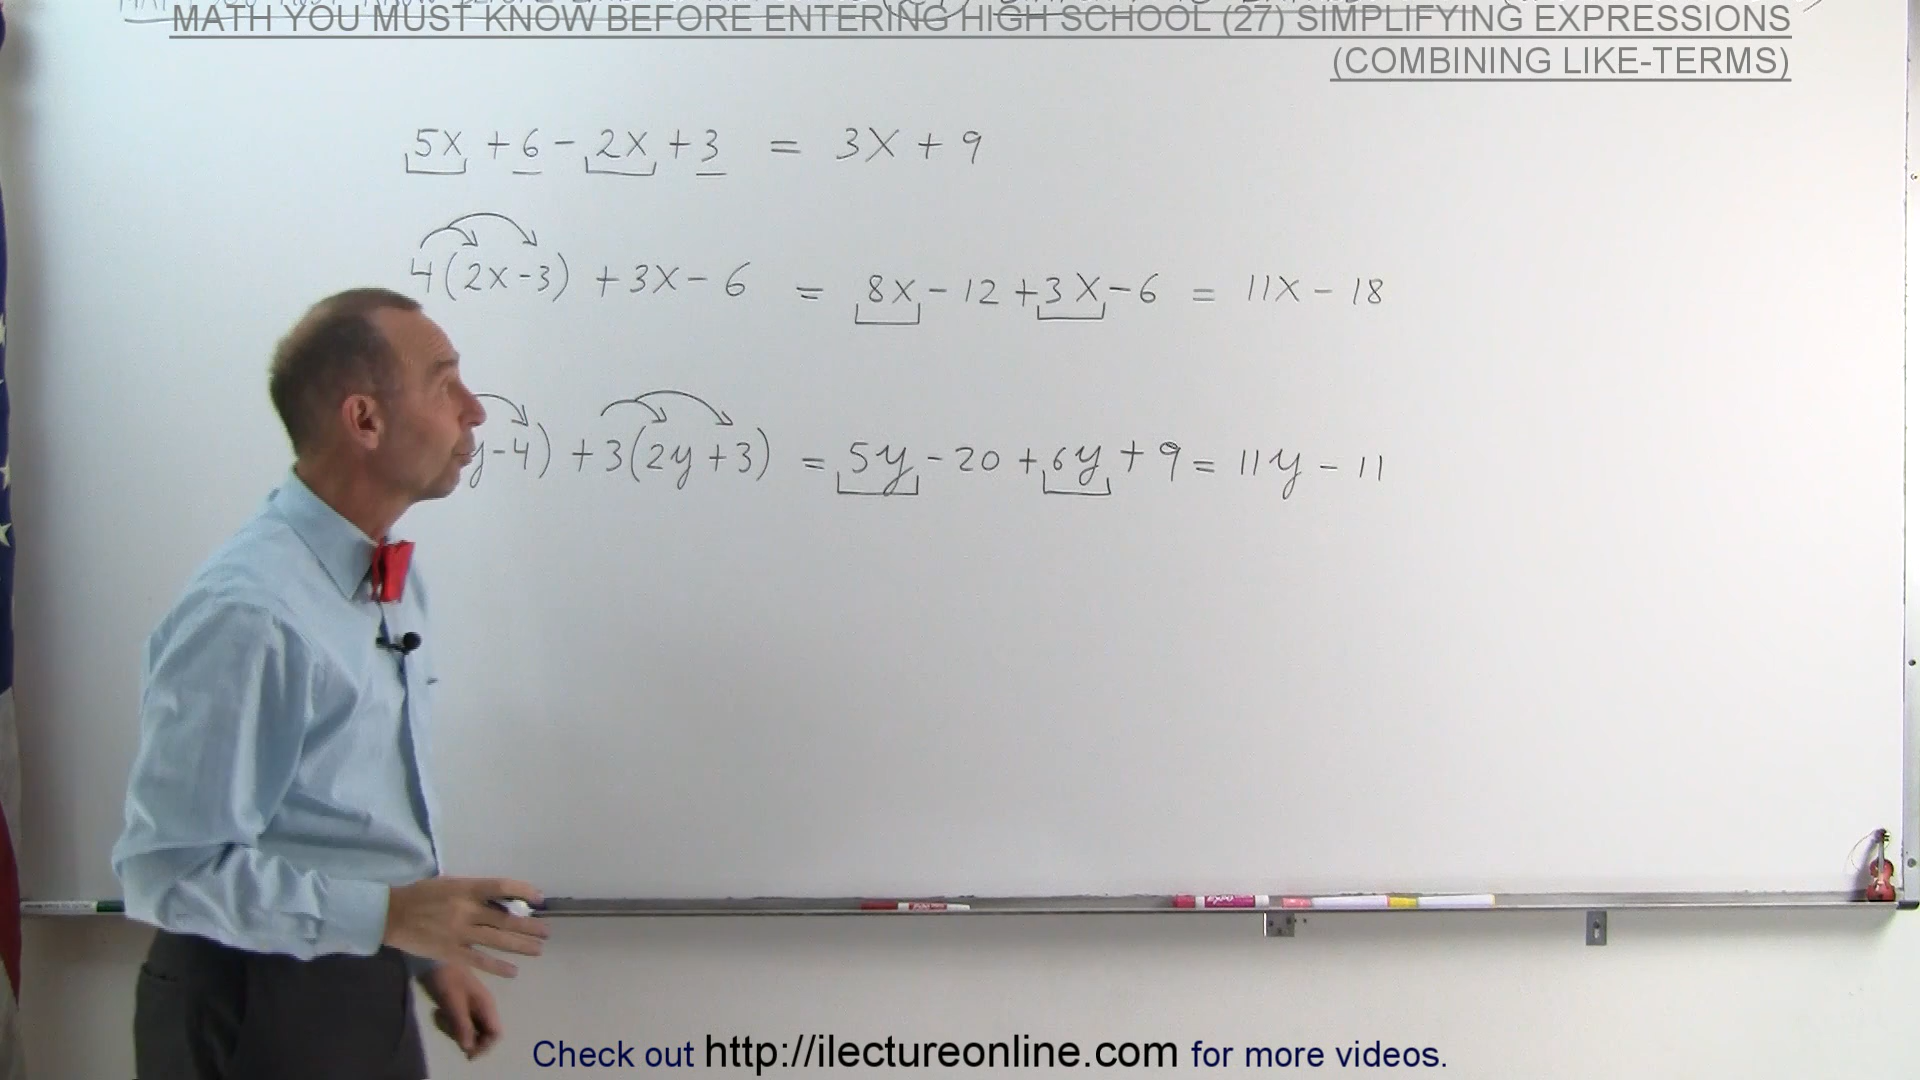 MATH YOU MUST KNOW BEFORE ENTERING HIGH SCHOOL (27) SIMPLIFYING EXPRESSIONS
(COMBINING LIKE-TERMS)
5x + 6 - 2x + 3 = 3x + 9
4(2x-3) + 3x - 6 = 8x - 12 + 3x - 6 = 11x - 18
y-4) + 3(2y+3) = 5y - 20 + 6y + 9 = 11y - 11
Check out http://ilectureonline.com for more videos.